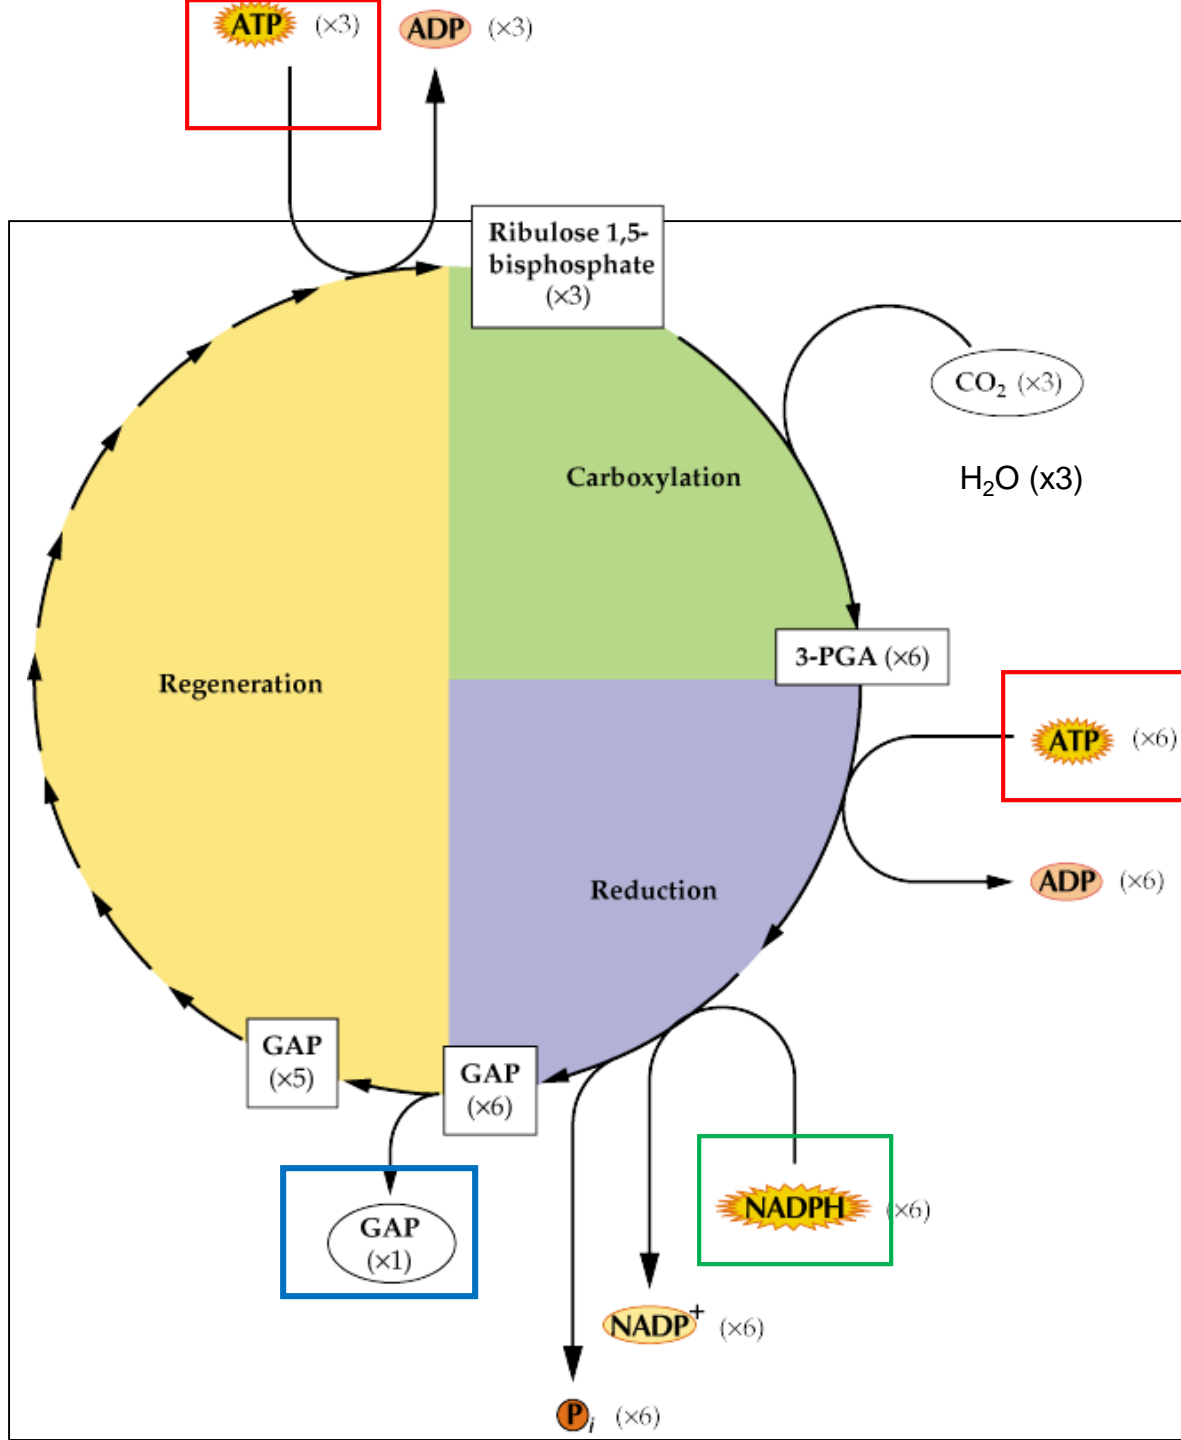 ATP (×3) ADP (×3)
Ribulose 1,5-
bisphosphate
(×3)
CO₂ (×3)
Carboxylation
H₂O (x3)
3-PGA (×6)
Regeneration
ATP (×6)
Reduction
ADP (×6)
GAP
(×5)
GAP
(×6)
GAP
(×1)
NADPH (×6)
NADP⁺ (×6)
Pᵢ (×6)